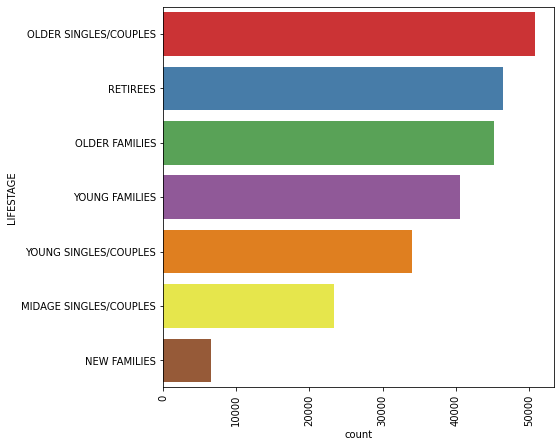 LIFESTAGE
OLDER SINGLES/COUPLES
RETIREES
OLDER FAMILIES
YOUNG FAMILIES
YOUNG SINGLES/COUPLES
MIDAGE SINGLES/COUPLES
NEW FAMILIES
0
10000
20000
30000
40000
50000
count